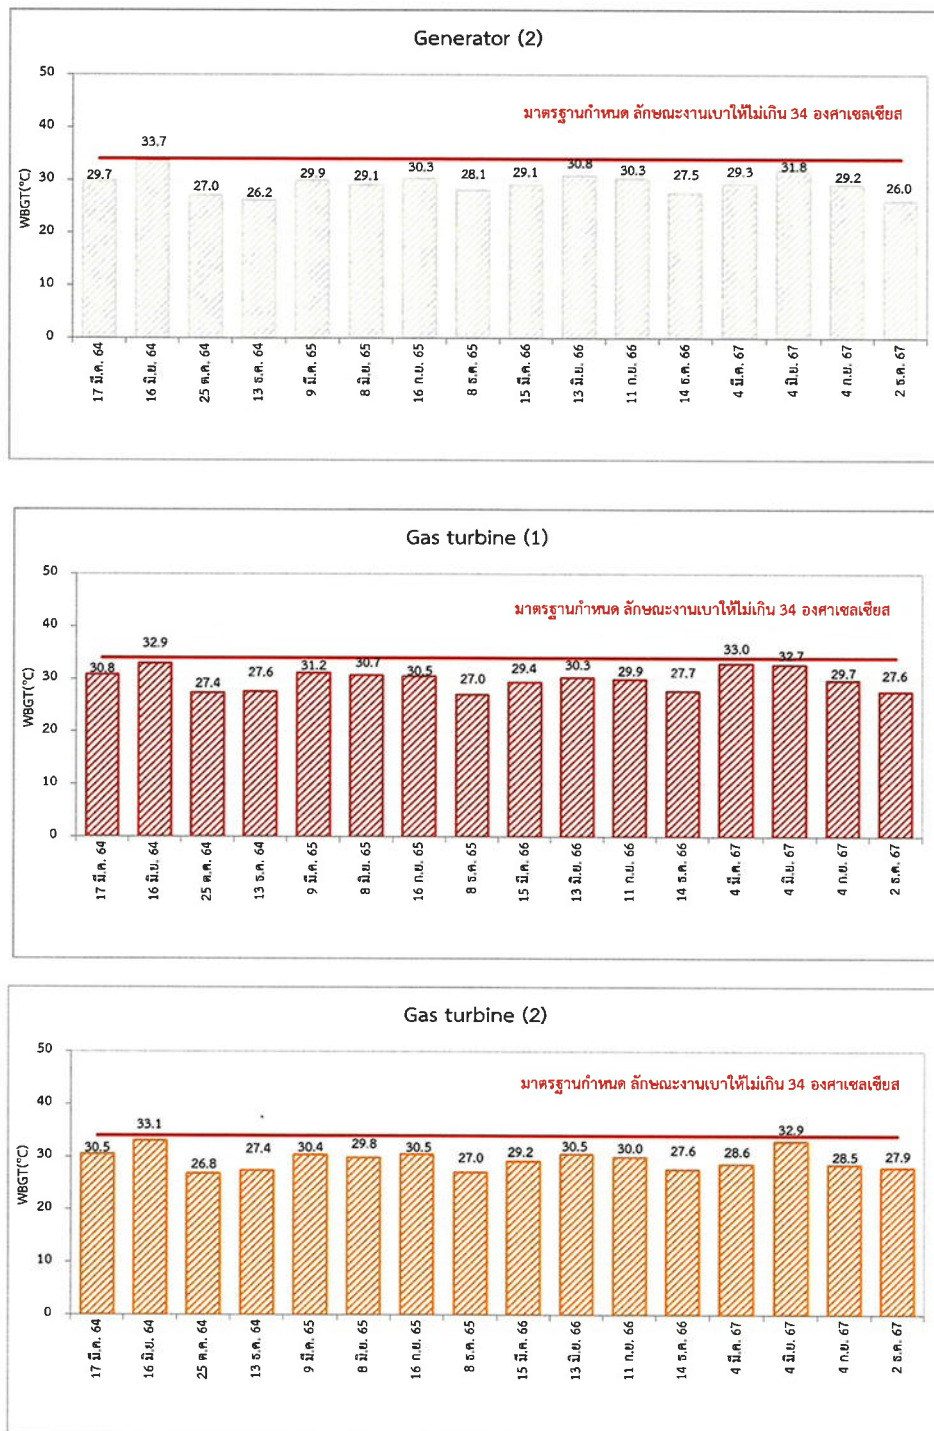 Generator (2)
50
มาตรฐานกำหนด ลักษณะงานเบาให้ไม่เกิน 34 องศาเซลเซียส
40
30
20
10
0
WBGT(°C)
29.7 33.7 27.0 26.2 29.9 29.1 30.3 28.1 29.1 30.8 30.3 27.5 29.3 31.8 29.2 26.0
17 มี.ค. 64
16 มิ.ย. 64
25 ต.ค. 64
13 ธ.ค. 64
9 มี.ค. 65
8 มิ.ย. 65
16 ก.ย. 65
8 ธ.ค. 65
15 มี.ค. 66
13 มิ.ย. 66
11 ก.ย. 66
14 ธ.ค. 66
4 มี.ค. 67
4 มิ.ย. 67
4 ก.ย. 67
2 ธ.ค. 67
Gas turbine (1)
50
มาตรฐานกำหนด ลักษณะงานเบาให้ไม่เกิน 34 องศาเซลเซียส
40
30
20
10
0
WBGT(°C)
30.8 32.9 27.4 27.6 31.2 30.7 30.5 27.0 29.4 30.3 29.9 27.7 33.0 32.7 29.7 27.6
17 มี.ค. 64
16 มิ.ย. 64
25 ต.ค. 64
13 ธ.ค. 64
9 มี.ค. 65
8 มิ.ย. 65
16 ก.ย. 65
8 ธ.ค. 65
15 มี.ค. 66
13 มิ.ย. 66
11 ก.ย. 66
14 ธ.ค. 66
4 มี.ค. 67
4 มิ.ย. 67
4 ก.ย. 67
2 ธ.ค. 67
Gas turbine (2)
50
มาตรฐานกำหนด ลักษณะงานเบาให้ไม่เกิน 34 องศาเซลเซียส
40
30
20
10
0
WBGT(°C)
30.5 33.1 26.8 27.4 30.4 29.8 30.5 27.0 29.2 30.5 30.0 27.6 28.6 32.9 28.5 27.9
17 มี.ค. 64
16 มิ.ย. 64
25 ต.ค. 64
13 ธ.ค. 64
9 มี.ค. 65
8 มิ.ย. 65
16 ก.ย. 65
8 ธ.ค. 65
15 มี.ค. 66
13 มิ.ย. 66
11 ก.ย. 66
14 ธ.ค. 66
4 มี.ค. 67
4 มิ.ย. 67
4 ก.ย. 67
2 ธ.ค. 67